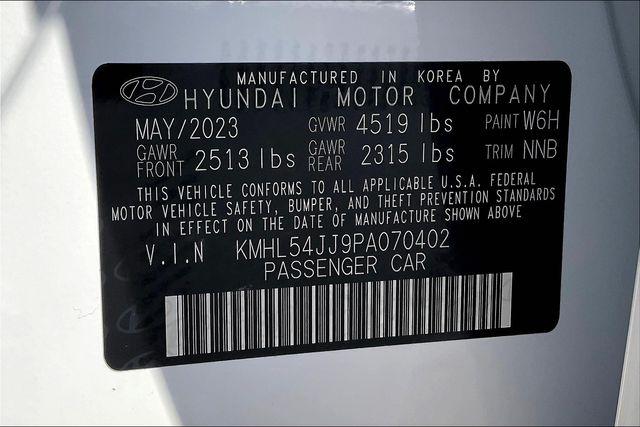 MANUFACTURED IN KOREA BY
HYUNDAI MOTOR COMPANY
MAY/2023 GVWR 4519 lbs PAINT W6H
GAWR FRONT 2513 lbs GAWR REAR 2315 lbs TRIM NNB
THIS VEHICLE CONFORMS TO ALL APPLICABLE U.S.A. FEDERAL
MOTOR VEHICLE SAFETY, BUMPER, AND THEFT PREVENTION STANDARDS
IN EFFECT ON THE DATE OF MANUFACTURE SHOWN ABOVE
V.I.N KMHL54JJ9PA070402
PASSENGER CAR